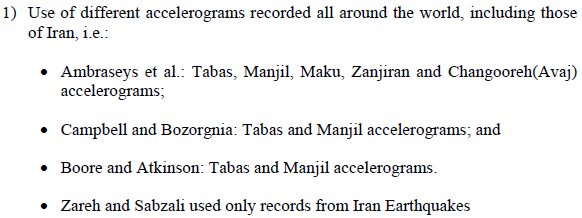 1) Use of different accelerograms recorded all around the world, including those
of Iran, i.e.:
• Ambraseys et al.: Tabas, Manjil, Maku, Zanjiran and Changooreh(Avaj)
accelerograms;
• Campbell and Bozorgnia: Tabas and Manjil accelerograms; and
• Boore and Atkinson: Tabas and Manjil accelerograms.
• Zareh and Sabzali used only records from Iran Earthquakes